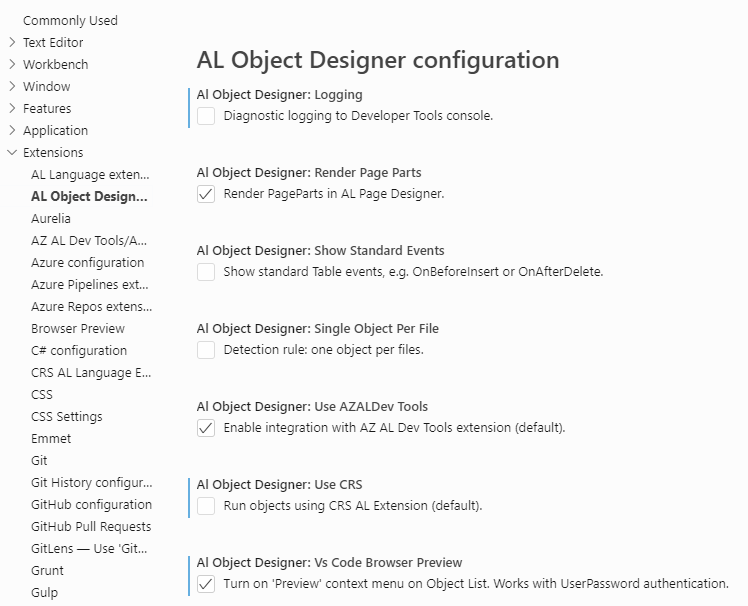 Commonly Used
Text Editor
Workbench
Window
Features
Application
Extensions
AL Language exten...
AL Object Design...
Aurelia
AZ AL Dev Tools/A...
Azure configuration
Azure Pipelines ext...
Azure Repos extens...
Browser Preview
C# configuration
CRS AL Language E...
CSS
CSS Settings
Emmet
Git
Git History configur...
GitHub configuration
GitHub Pull Requests
GitLens — Use 'Git...
Grunt
Gulp
AL Object Designer configuration
Al Object Designer: Logging
Diagnostic logging to Developer Tools console.
Al Object Designer: Render Page Parts
Render PageParts in AL Page Designer.
Al Object Designer: Show Standard Events
Show standard Table events, e.g. OnBeforeInsert or OnAfterDelete.
Al Object Designer: Single Object Per File
Detection rule: one object per files.
Al Object Designer: Use AZALDev Tools
Enable integration with AZ AL Dev Tools extension (default).
Al Object Designer: Use CRS
Run objects using CRS AL Extension (default).
Al Object Designer: Vs Code Browser Preview
Turn on 'Preview' context menu on Object List. Works with UserPassword authentication.